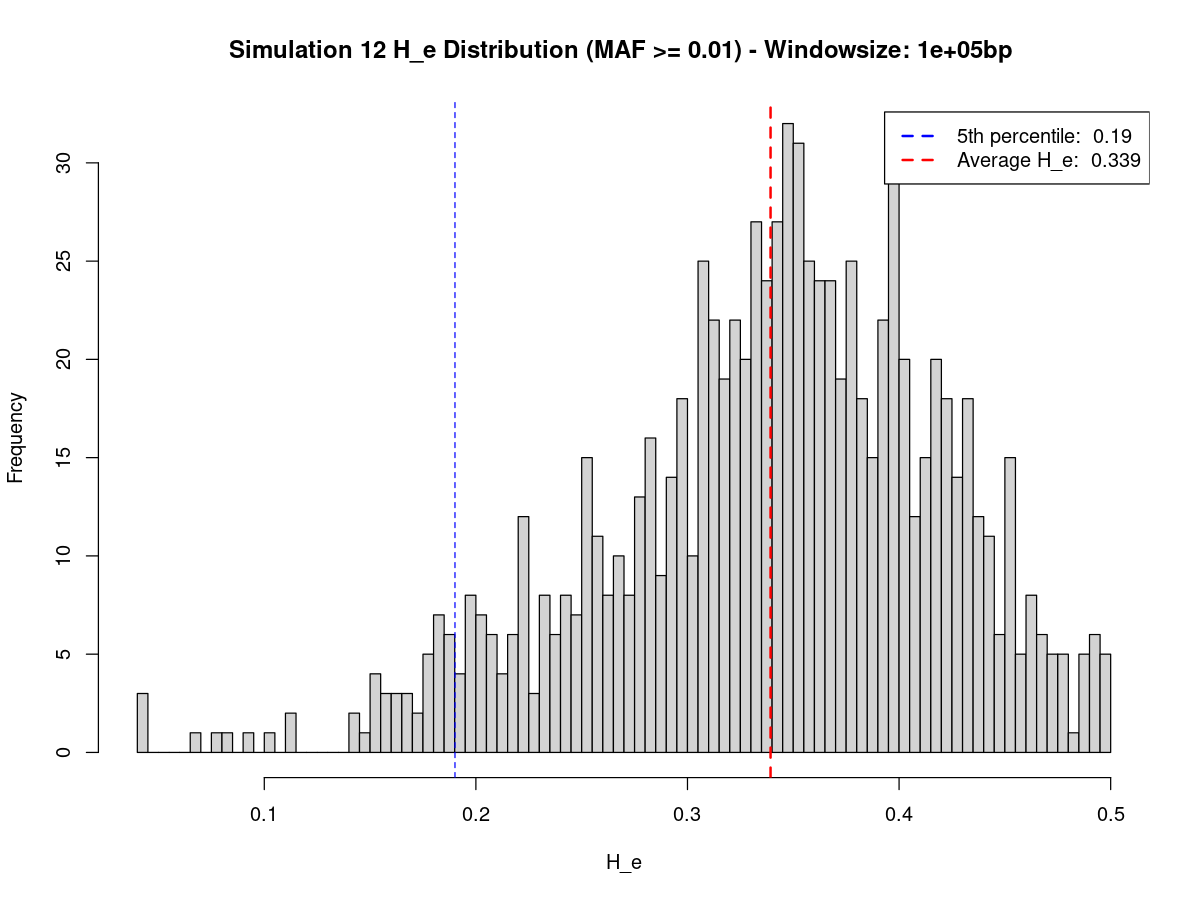 Simulation 12 H_e Distribution (MAF >= 0.01) - Windowsize: 1e+05bp
5th percentile: 0.19
Average H_e: 0.339
Frequency
30
25
20
15
10
5
0
0.1 0.2 0.3 0.4 0.5
H_e